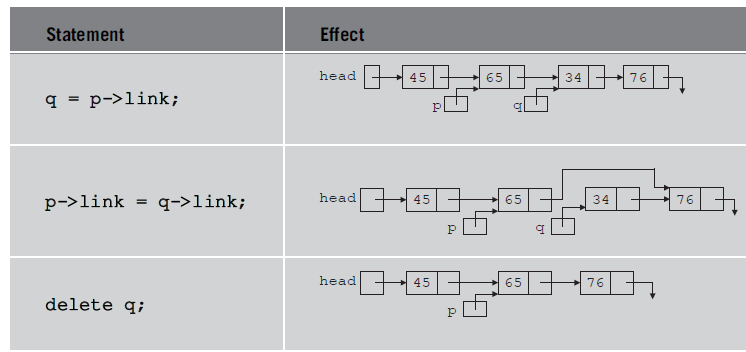 Statement Effect
q = p->link;
head 45 65 34 76
p q
p->link = q->link;
head 45 65 34 76
p q
delete q;
head 45 65 76
p